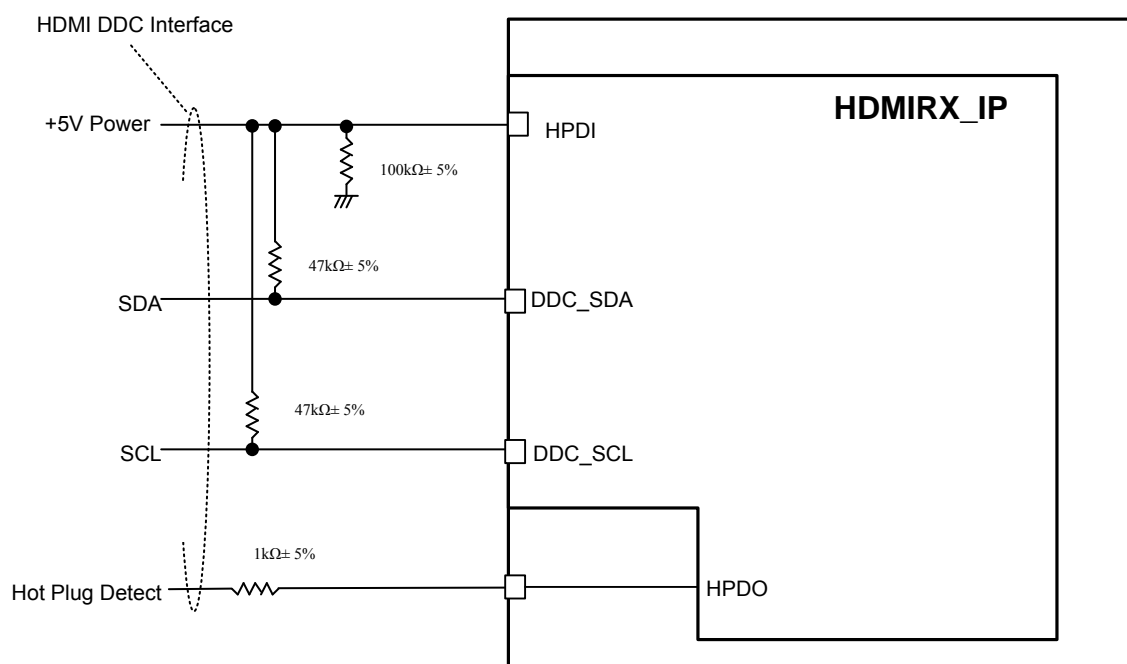 HDMI DDC Interface
HDMIRX_IP
+5V Power
HPDI
100kΩ± 5%
47kΩ± 5%
SDA
DDC_SDA
47kΩ± 5%
SCL
DDC_SCL
1kΩ± 5%
Hot Plug Detect
HPDO